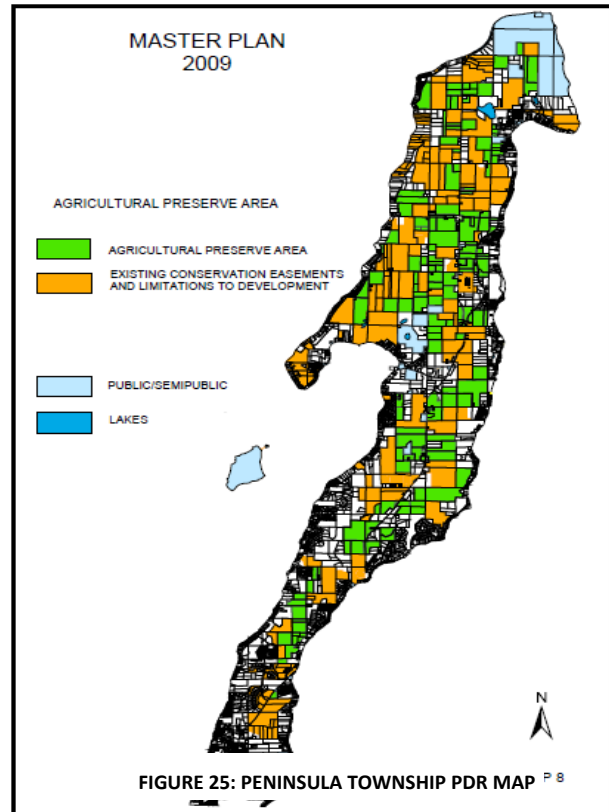 MASTER PLAN
2009
AGRICULTURAL PRESERVE AREA
AGRICULTURAL PRESERVE AREA
EXISTING CONSERVATION EASEMENTS
AND LIMITATIONS TO DEVELOPMENT
PUBLIC/SEMIPUBLIC
LAKES
N
FIGURE 25: PENINSULA TOWNSHIP PDR MAP P 8